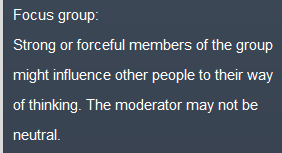 Focus group:
Strong or forceful members of the group
might influence other people to their way
of thinking. The moderator may not be
neutral.